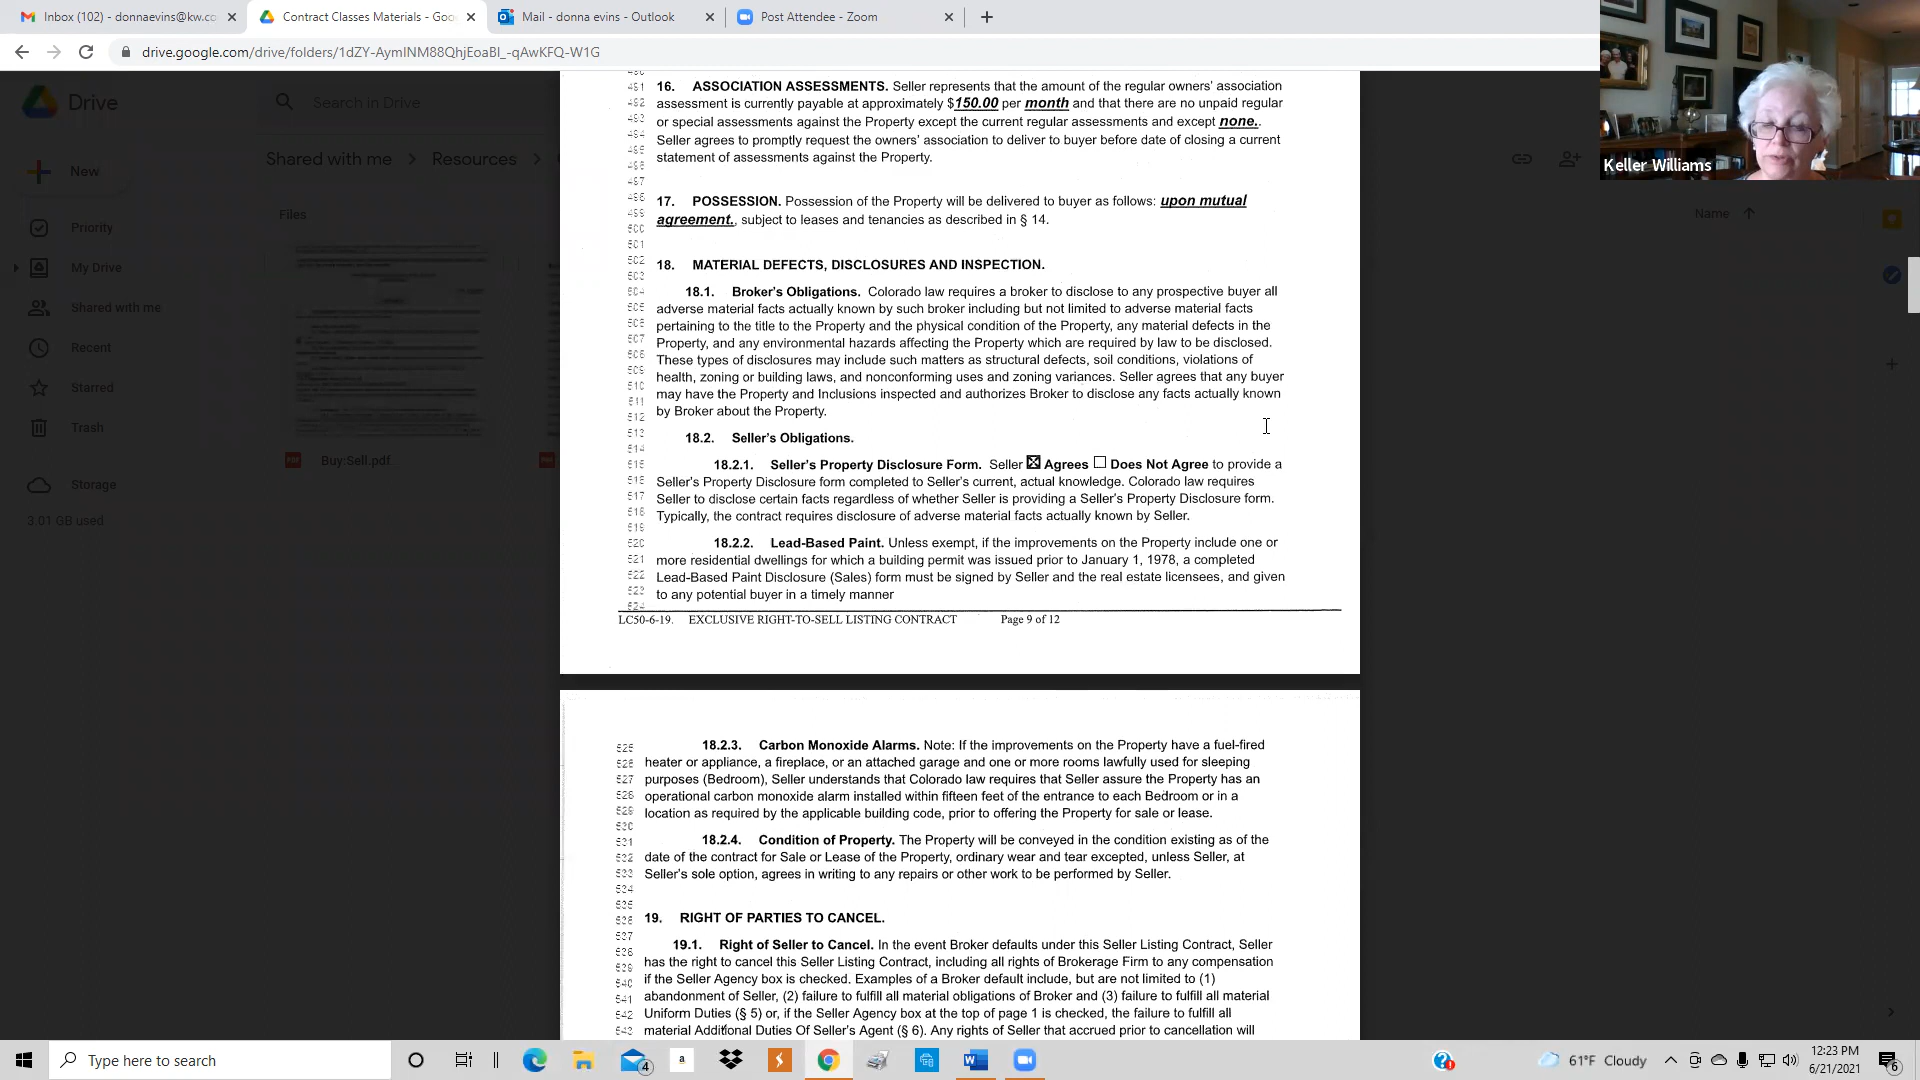 Inbox (102) - donnaevins@kw.co
Contract Classes Materials - Goo
Mail - donna evins - Outlook
Post Attendee - Zoom
drive.google.com/drive/folders/1dZY-AymINM88QhjEoaBI_-qAwKFQ-W1G
Keller Williams
Drive
Search in Drive
New
Shared with me
Resources
Priority
My Drive
Shared with me
Recent
Starred
Trash
Storage
3.01 GB used
Files
Name
Buy:Sell.pdf
16. ASSOCIATION ASSESSMENTS. Seller represents that the amount of the regular owners' association
assessment is currently payable at approximately $150.00 per month and that there are no unpaid regular
or special assessments against the Property except the current regular assessments and except none..
Seller agrees to promptly request the owners' association to deliver to buyer before date of closing a current
statement of assessments against the Property.
17. POSSESSION. Possession of the Property will be delivered to buyer as follows: upon mutual
agreement., subject to leases and tenancies as described in § 14.
18. MATERIAL DEFECTS, DISCLOSURES AND INSPECTION.
18.1. Broker's Obligations. Colorado law requires a broker to disclose to any prospective buyer all
adverse material facts actually known by such broker including but not limited to adverse material facts
pertaining to the title to the Property and the physical condition of the Property, any material defects in the
Property, and any environmental hazards affecting the Property which are required by law to be disclosed.
These types of disclosures may include such matters as structural defects, soil conditions, violations of
health, zoning or building laws, and nonconforming uses and zoning variances. Seller agrees that any buyer
may have the Property and Inclusions inspected and authorizes Broker to disclose any facts actually known
by Broker about the Property.
18.2. Seller's Obligations.
18.2.1. Seller's Property Disclosure Form. Seller ☒ Agrees ☐ Does Not Agree to provide a
Seller's Property Disclosure form completed to Seller's current, actual knowledge. Colorado law requires
Seller to disclose certain facts regardless of whether Seller is providing a Seller's Property Disclosure form.
Typically, the contract requires disclosure of adverse material facts actually known by Seller.
18.2.2. Lead-Based Paint. Unless exempt, if the improvements on the Property include one or
more residential dwellings for which a building permit was issued prior to January 1, 1978, a completed
Lead-Based Paint Disclosure (Sales) form must be signed by Seller and the real estate licensees, and given
to any potential buyer in a timely manner
LC50-6-19. EXCLUSIVE RIGHT-TO-SELL LISTING CONTRACT Page 9 of 12
18.2.3. Carbon Monoxide Alarms. Note: If the improvements on the Property have a fuel-fired
heater or appliance, a fireplace, or an attached garage and one or more rooms lawfully used for sleeping
purposes (Bedroom), Seller understands that Colorado law requires that Seller assure the Property has an
operational carbon monoxide alarm installed within fifteen feet of the entrance to each Bedroom or in a
location as required by the applicable building code, prior to offering the Property for sale or lease.
18.2.4. Condition of Property. The Property will be conveyed in the condition existing as of the
date of the contract for Sale or Lease of the Property, ordinary wear and tear excepted, unless Seller, at
Seller's sole option, agrees in writing to any repairs or other work to be performed by Seller.
19. RIGHT OF PARTIES TO CANCEL.
19.1. Right of Seller to Cancel. In the event Broker defaults under this Seller Listing Contract, Seller
has the right to cancel this Seller Listing Contract, including all rights of Brokerage Firm to any compensation
if the Seller Agency box is checked. Examples of a Broker default include, but are not limited to (1)
abandonment of Seller, (2) failure to fulfill all material obligations of Broker and (3) failure to fulfill all material
Uniform Duties (§ 5) or, if the Seller Agency box at the top of page 1 is checked, the failure to fulfill all
material Additional Duties Of Seller's Agent (§ 6). Any rights of Seller that accrued prior to cancellation will
Type here to search
61°F Cloudy
12:23 PM
6/21/2021